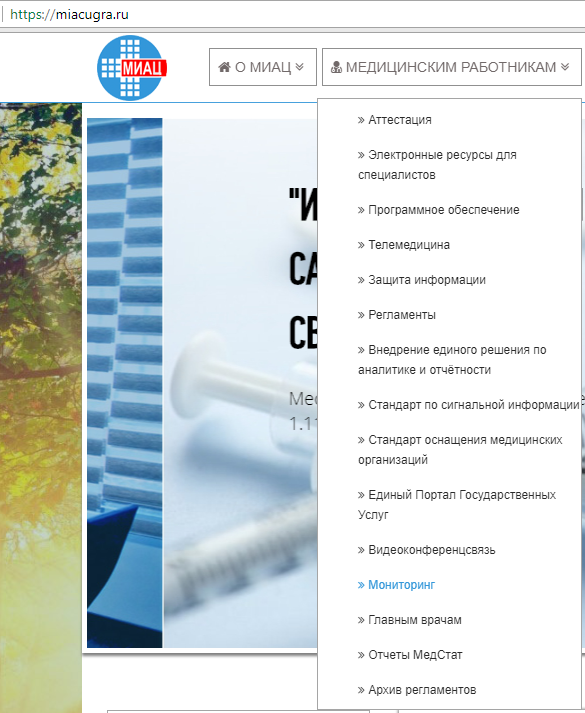 https://miacugra.ru
МИАЦ
О МИАЦ
МЕДИЦИНСКИМ РАБОТНИКАМ
» Аттестация
» Электронные ресурсы для
специалистов
» Программное обеспечение
» Телемедицина
» Защита информации
» Регламенты
» Внедрение единого решения по
аналитике и отчётности
» Стандарт по сигнальной информации
» Стандарт оснащения медицинских
организаций
» Единый Портал Государственных
Услуг
» Видеоконференцсвязь
» Мониторинг
» Главным врачам
» Отчеты МедСтат
» Архив регламентов